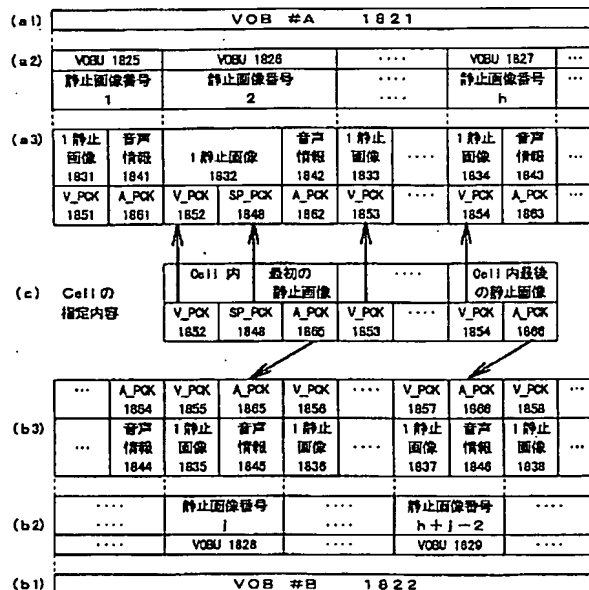 (a1) VOB #A 1821
(a2) VOBU 1825 VOBU 1826 ···· VOBU 1827 ···
静止画像番号 静止画像番号 ···· 静止画像番号 ···
1 2 ···· h
(a3) 1静止 音声 1静止画像 音声 1静止 ···· 1静止 音声 ···
画像 情報 1832 情報 画像 画像 情報
1831 1841 1842 1833 1834 1843
V_PCK A_PCK V_PCK SP_PCK A_PCK V_PCK ···· V_PCK A_PCK ···
1851 1861 1852 1848 1862 1853 1854 1863
Cell内 最初の ···· Cell内最後
静止画像 の静止画像
(c) Cellの
指定内容
V_PCK SP_PCK A_PCK V_PCK ···· V_PCK A_PCK
1852 1848 1865 1853 1854 1866
(b3) ··· A_PCK V_PCK A_PCK V_PCK ···· V_PCK A_PCK V_PCK ···
1864 1855 1865 1856 1857 1866 1858
··· 音声 1静止 音声 1静止 ···· 1静止 音声 1静止 ···
情報 画像 情報 画像 画像 情報 画像
1844 1835 1845 1836 1837 1846 1838
(b2) ···· 静止画像番号 ···· 静止画像番号 ····
···· j ···· h+j-2 ····
···· VOBU 1828 ···· VOBU 1829 ····
(b1) VOB #B 1822